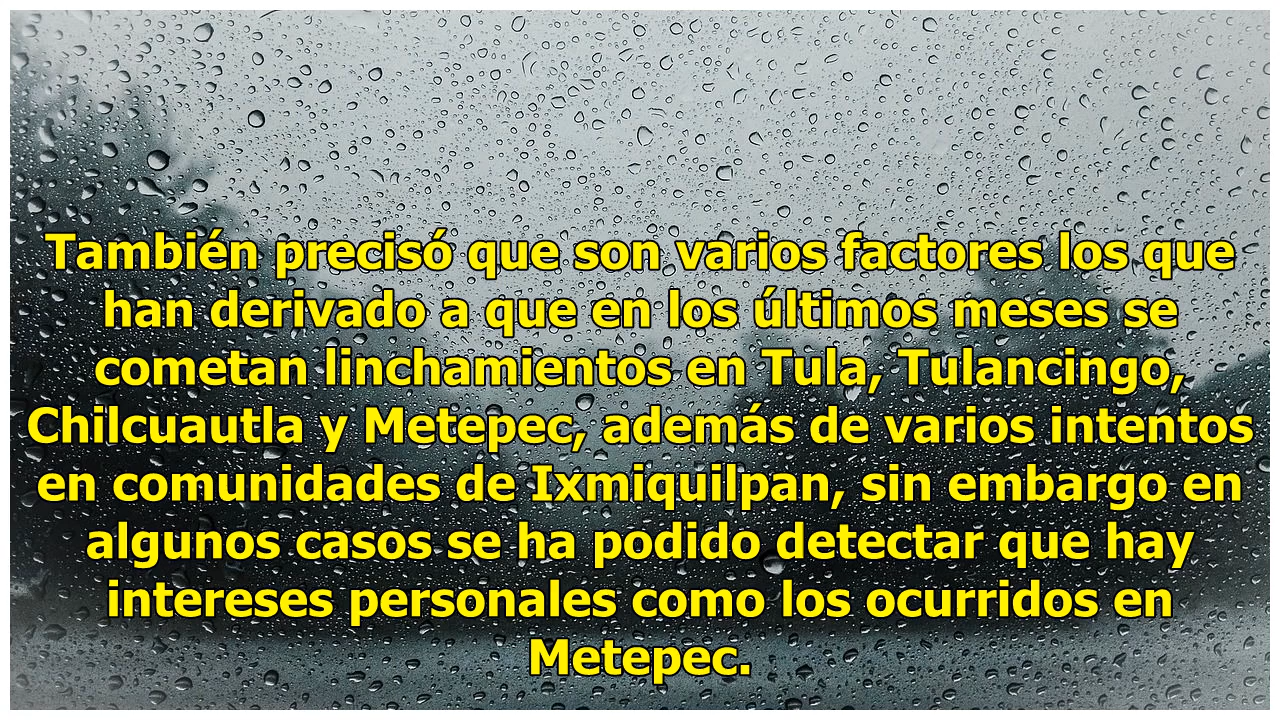 También precisó que son varios factores los que
han derivado a que en los últimos meses se
cometan linchamientos en Tula, Tulancingo,
Chilcuautla y Metepec, además de varios intentos
en comunidades de Ixmiquilpan, sin embargo en
algunos casos se ha podido detectar que hay
intereses personales como los ocurridos en
Metepec.